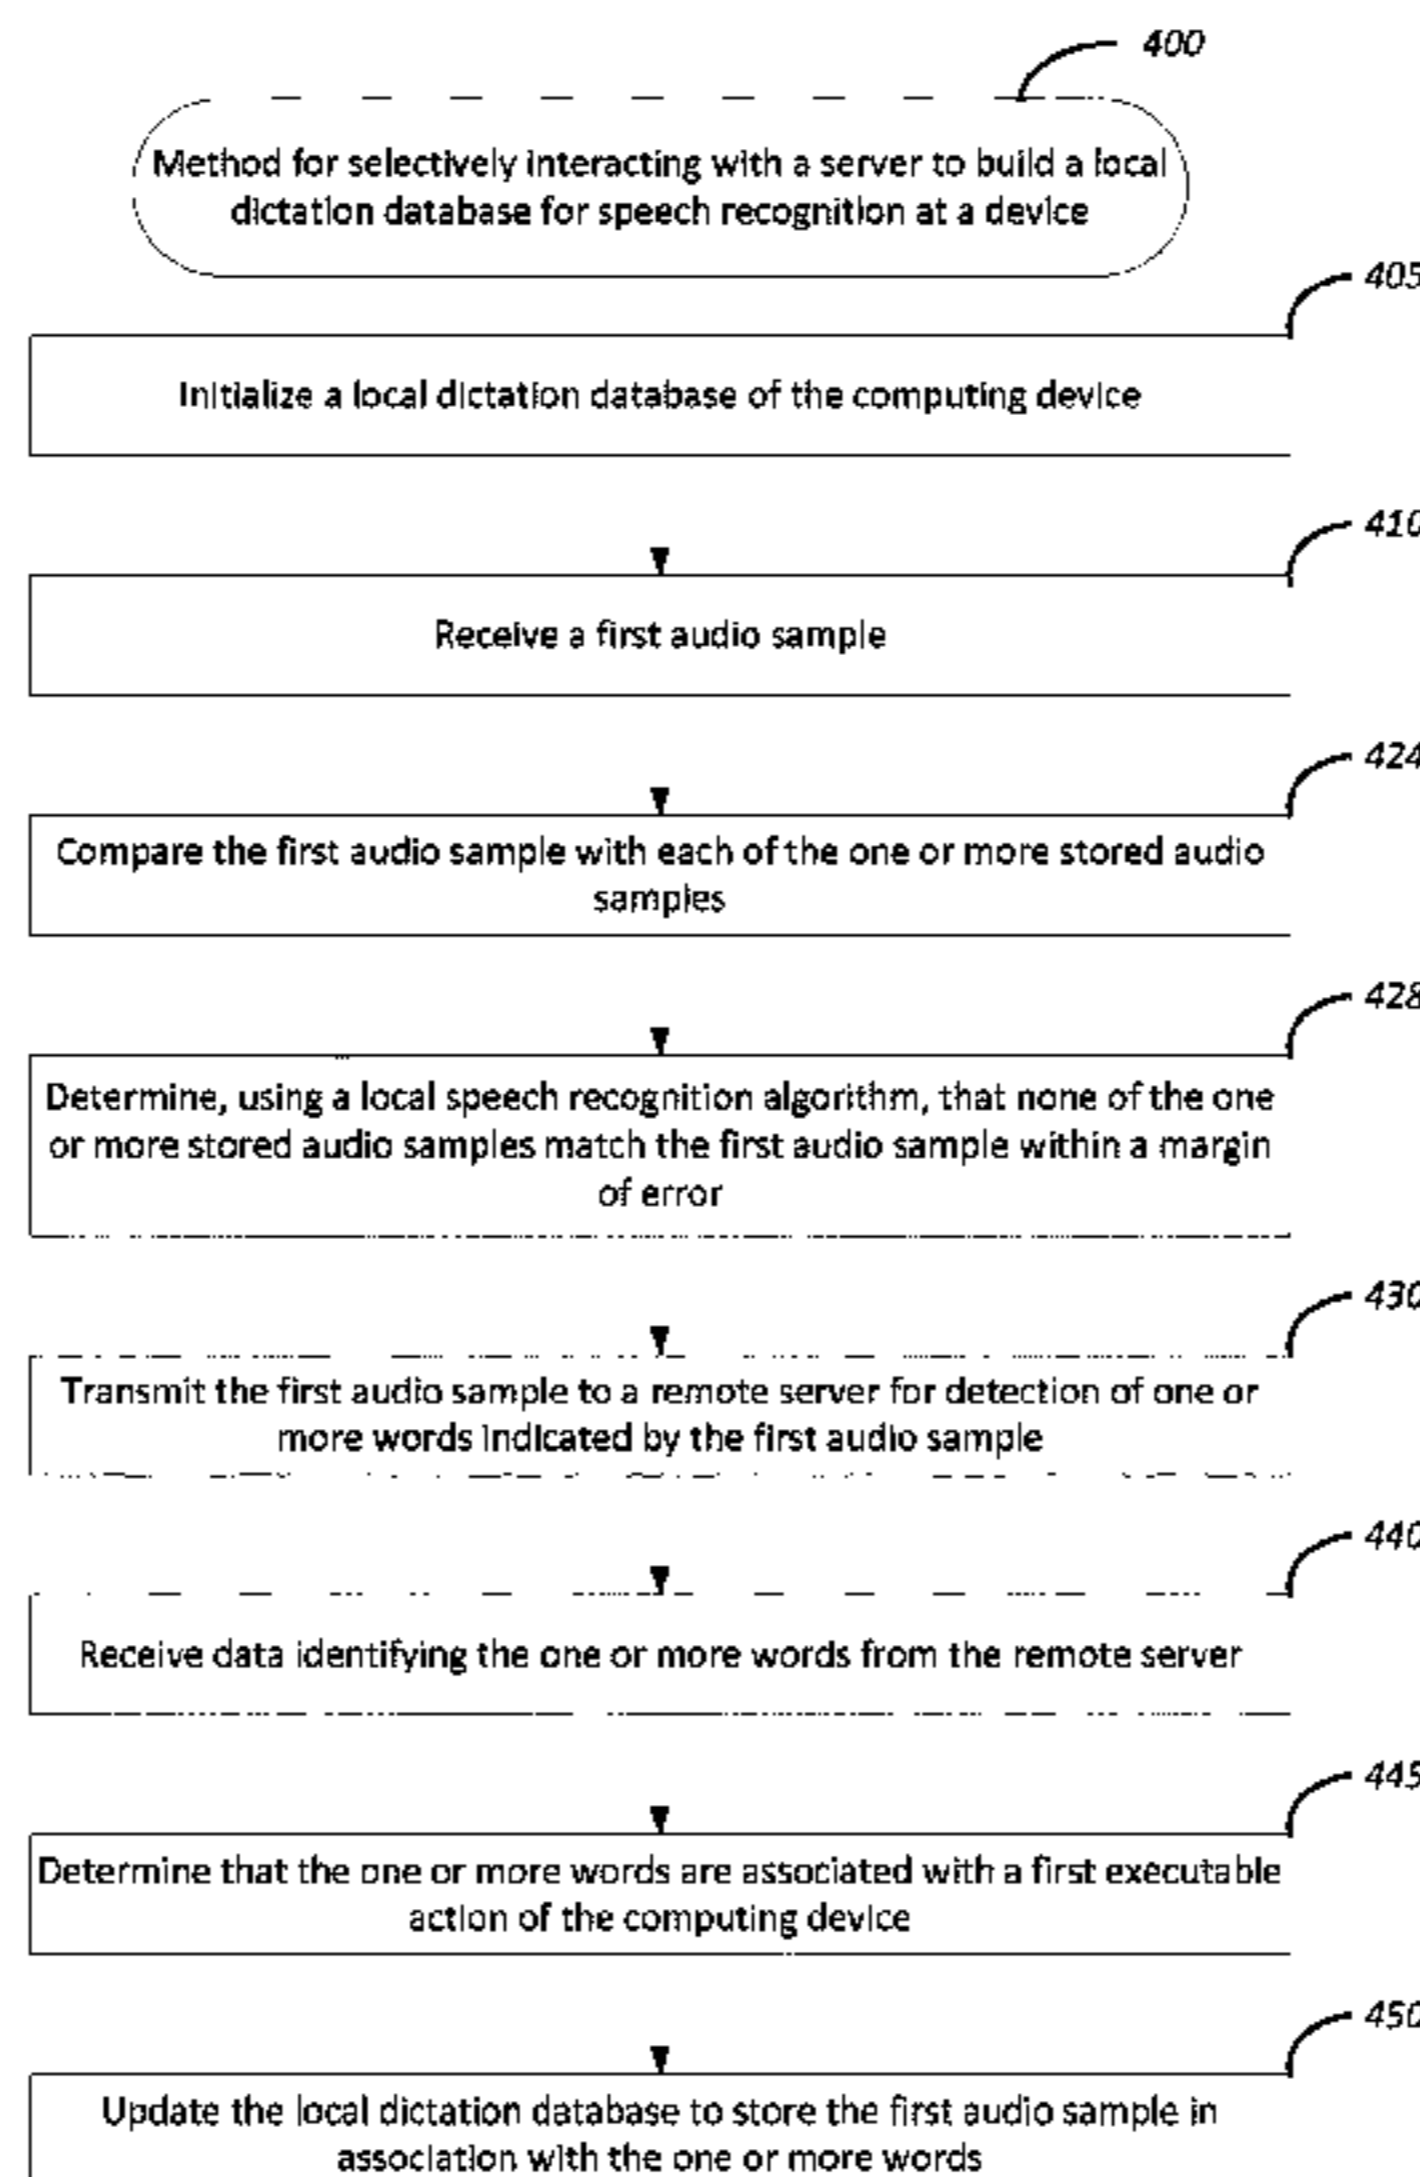 400
Method for selectively interacting with a server to build a local
dictation database for speech recognition at a device
405
Initialize a local dictation database of the computing device
410
Receive a first audio sample
424
Compare the first audio sample with each of the one or more stored audio
samples
428
Determine, using a local speech recognition algorithm, that none of the one
or more stored audio samples match the first audio sample within a margin
of error
430
Transmit the first audio sample to a remote server for detection of one or
more words indicated by the first audio sample
440
Receive data identifying the one or more words from the remote server
445
Determine that the one or more words are associated with a first executable
action of the computing device
450
Update the local dictation database to store the first audio sample in
association with the one or more words